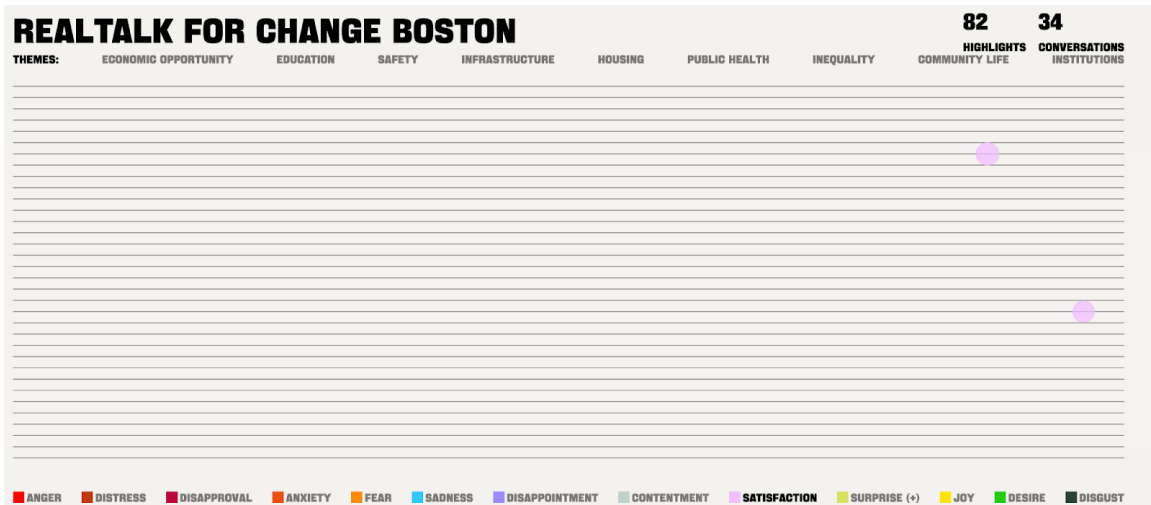 REALTALK FOR CHANGE BOSTON
82 34
HIGHLIGHTS CONVERSATIONS
THEMES: ECONOMIC OPPORTUNITY EDUCATION SAFETY INFRASTRUCTURE HOUSING PUBLIC HEALTH INEQUALITY COMMUNITY LIFE INSTITUTIONS
ANGER DISTRESS DISAPPROVAL ANXIETY FEAR SADNESS DISAPPOINTMENT CONTENTMENT SATISFACTION SURPRISE (+) JOY DESIRE DISGUST